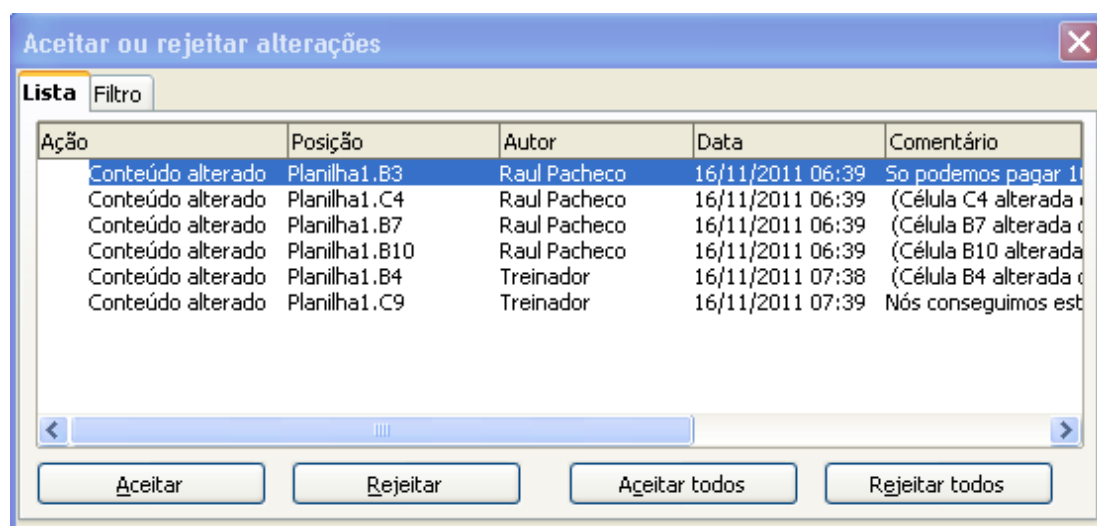 Aceitar ou rejeitar alterações
Lista Filtro
Ação Posição Autor Data Comentário
Conteúdo alterado Planilha1.B3 Raul Pacheco 16/11/2011 06:39 So podemos pagar
Conteúdo alterado Planilha1.C4 Raul Pacheco 16/11/2011 06:39 (Célula C4 alterada
Conteúdo alterado Planilha1.B7 Raul Pacheco 16/11/2011 06:39 (Célula B7 alterada
Conteúdo alterado Planilha1.B10 Raul Pacheco 16/11/2011 06:39 (Célula B10 alterada
Conteúdo alterado Planilha1.B4 Treinador 16/11/2011 07:38 (Célula B4 alterada
Conteúdo alterado Planilha1.C9 Treinador 16/11/2011 07:39 Nós conseguimos est
Aceitar Rejeitar Aceitar todos Rejeitar todos